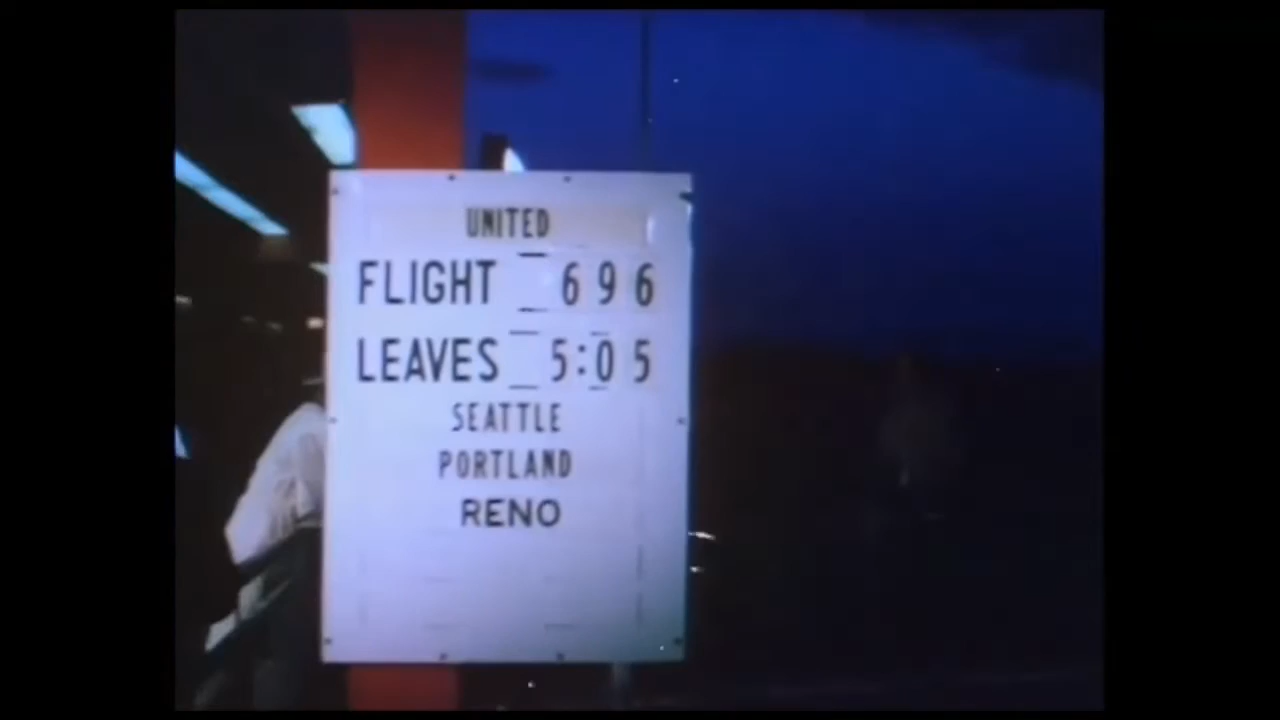 UNITED
FLIGHT 696
LEAVES 5:05
SEATTLE
PORTLAND
RENO